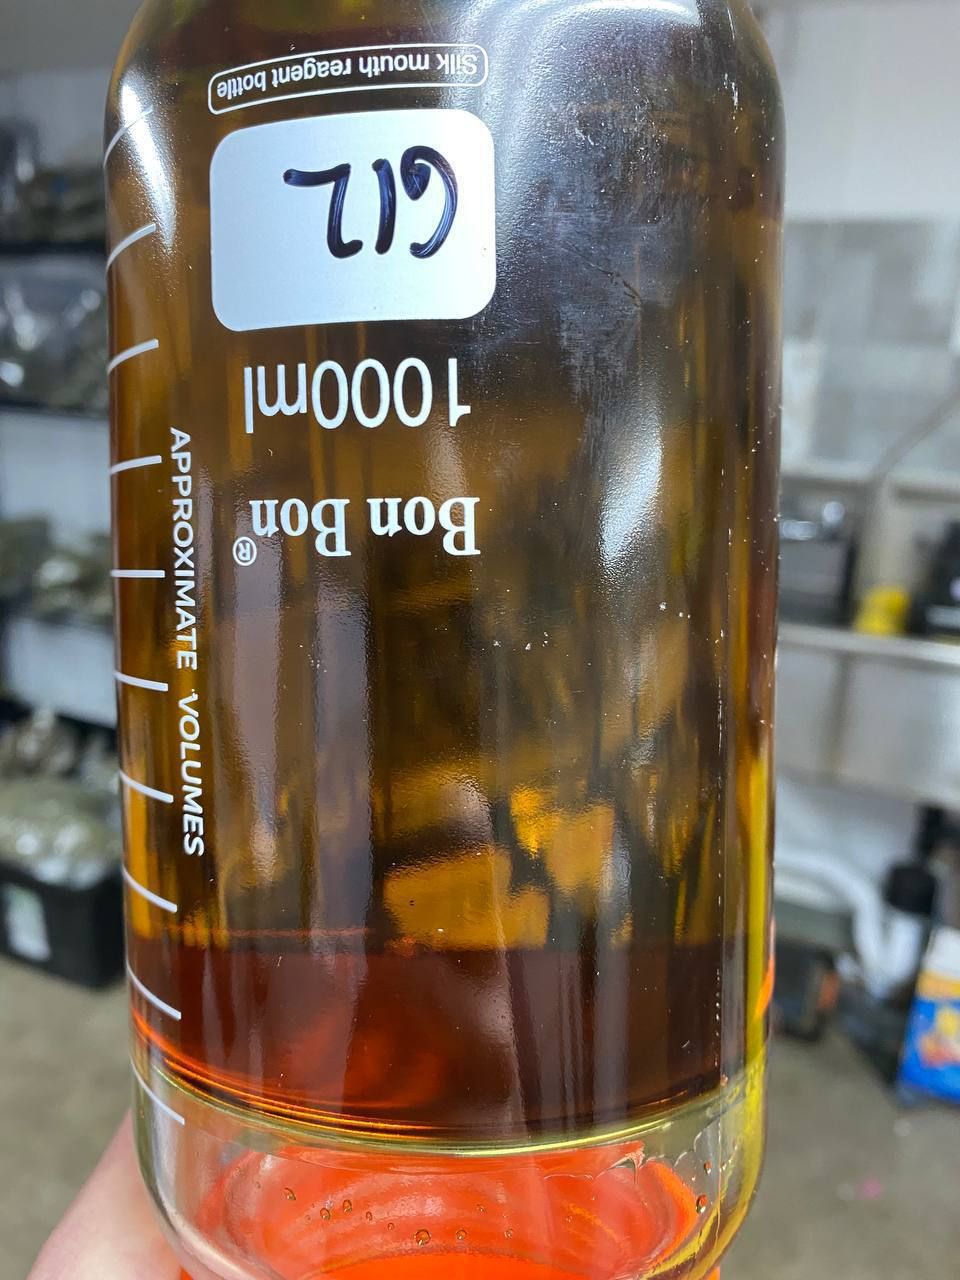 Bon Bon®
1000ml
G12
Silk mouth reagent bottle
APPROXIMATE VOLUMES